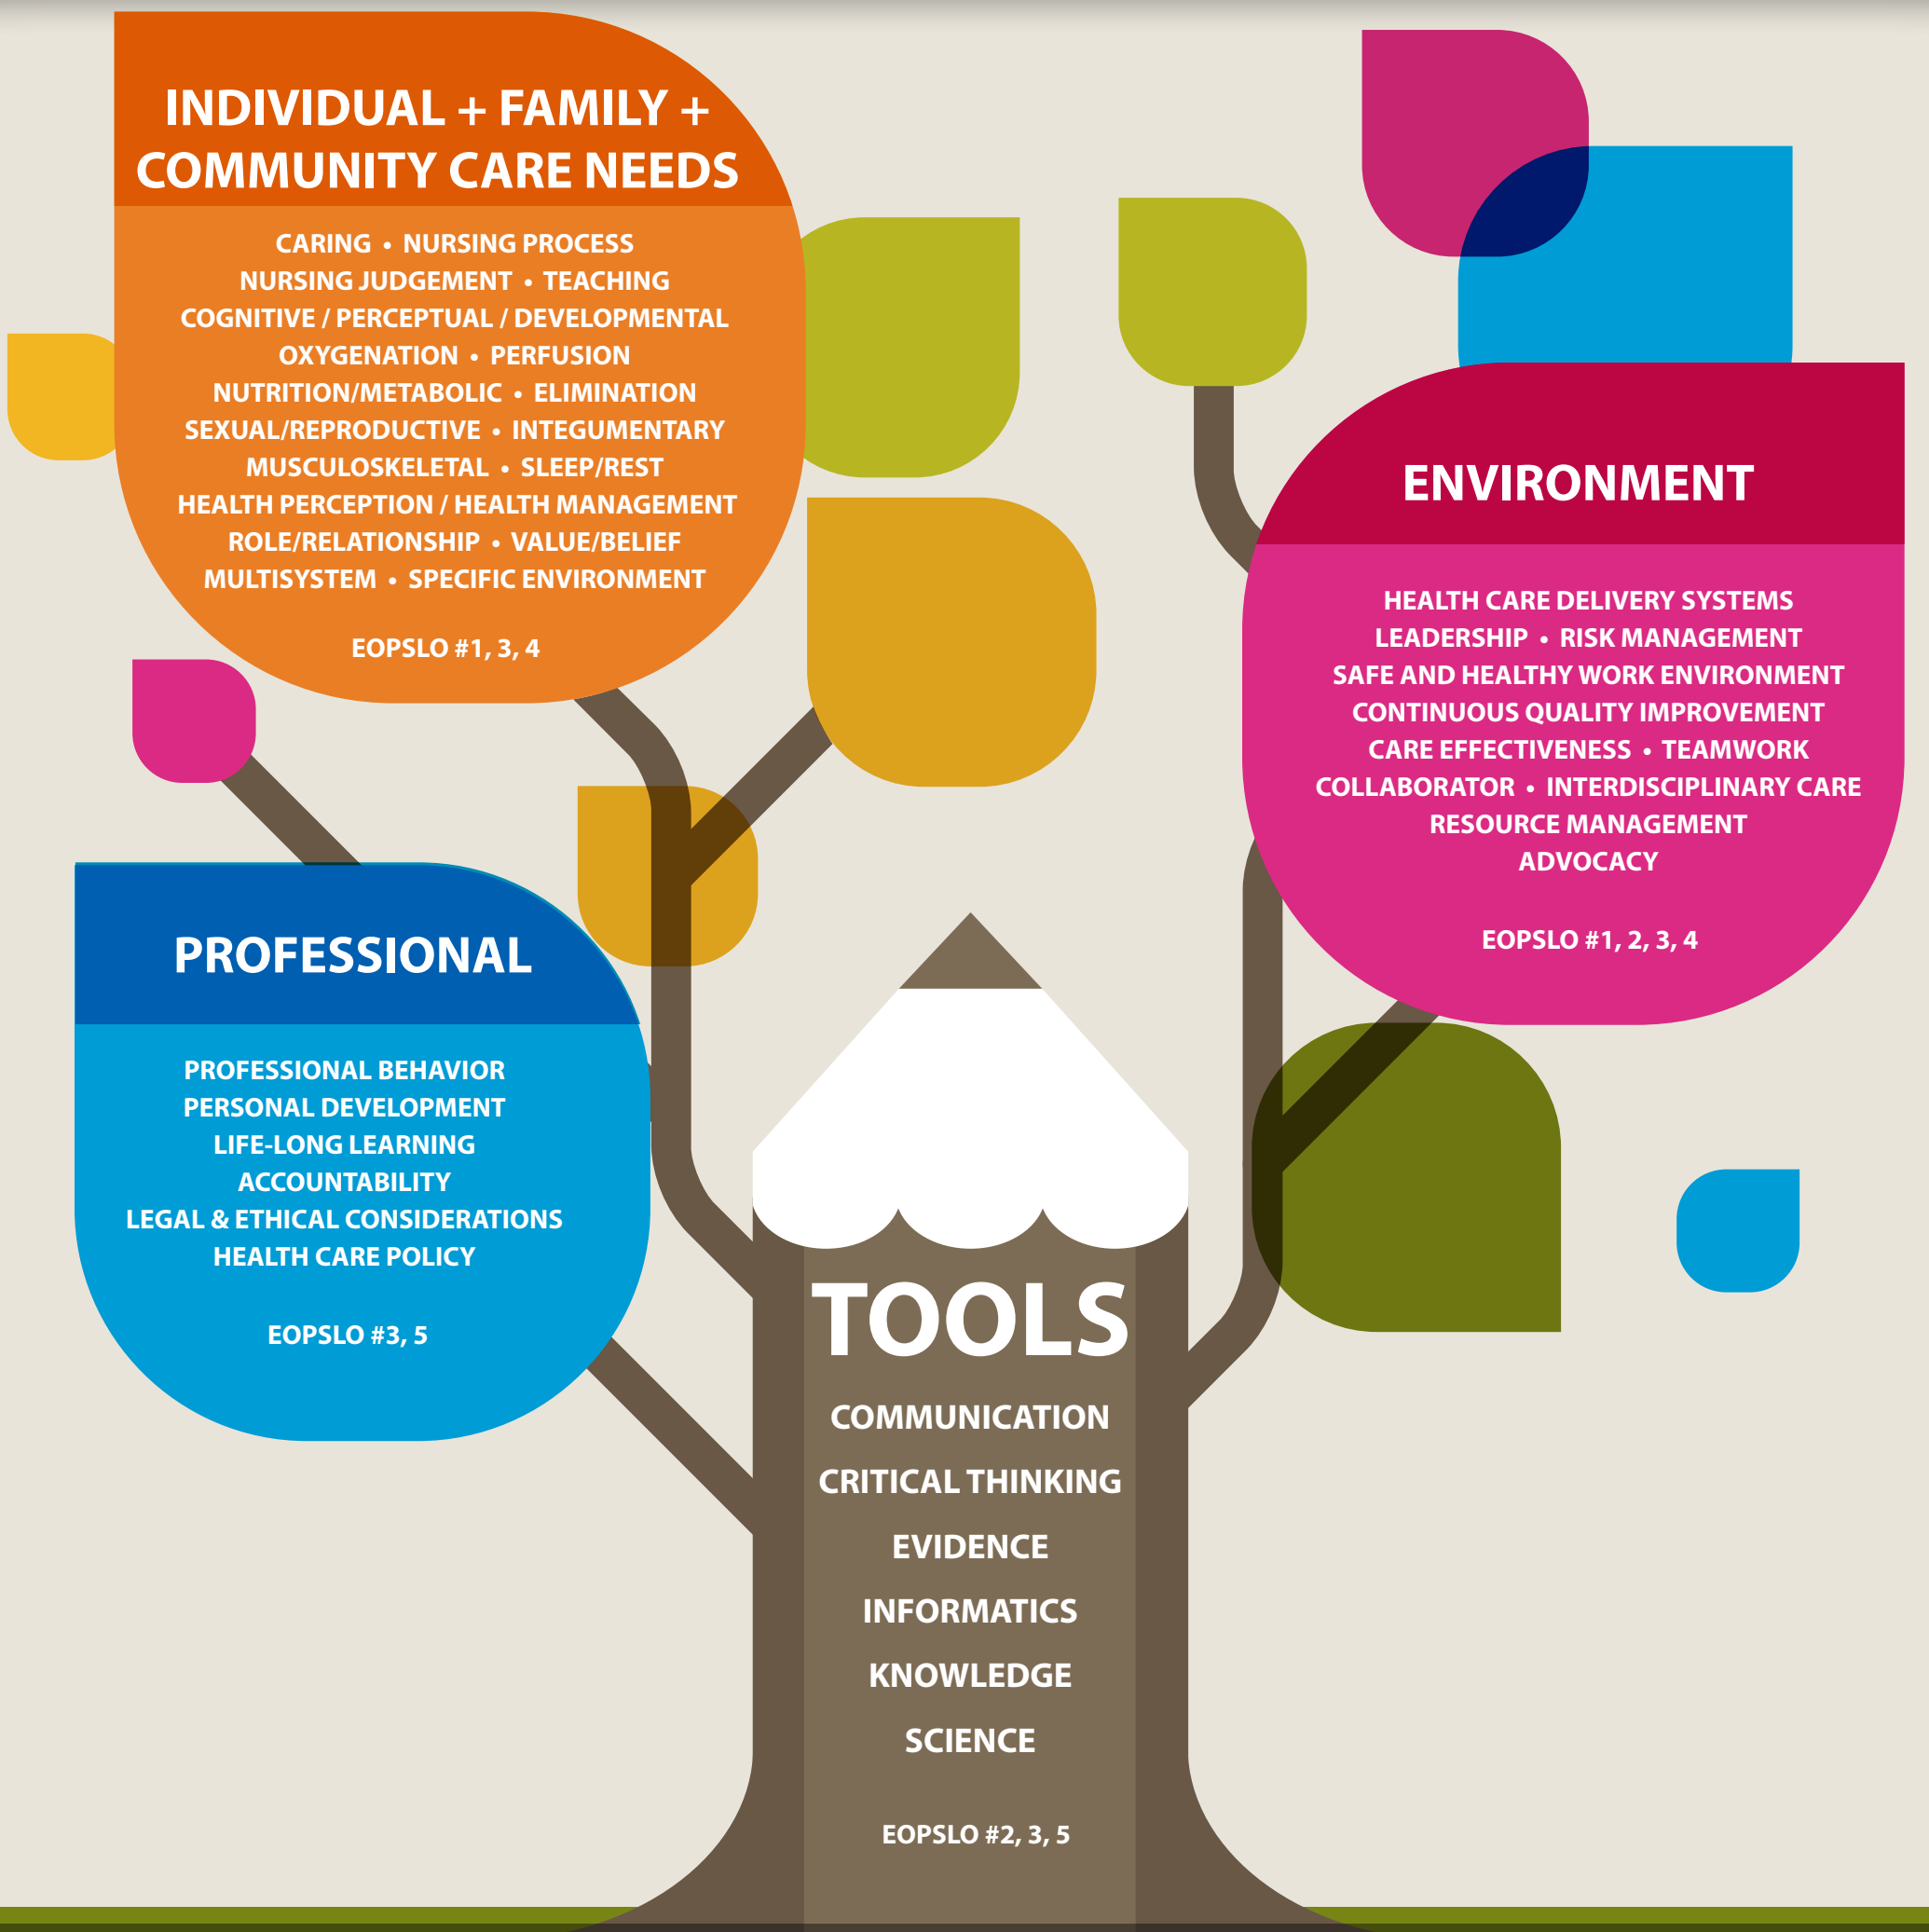 INDIVIDUAL + FAMILY +
COMMUNITY CARE NEEDS
CARING • NURSING PROCESS
NURSING JUDGEMENT • TEACHING
COGNITIVE / PERCEPTUAL / DEVELOPMENTAL
OXYGENATION • PERFUSION
NUTRITION/METABOLIC • ELIMINATION
SEXUAL/REPRODUCTIVE • INTEGUMENTARY
MUSCULOSKELETAL • SLEEP/REST
HEALTH PERCEPTION / HEALTH MANAGEMENT
ROLE/RELATIONSHIP • VALUE/BELIEF
MULTISYSTEM • SPECIFIC ENVIRONMENT
EOPSLO #1, 3, 4
ENVIRONMENT
HEALTH CARE DELIVERY SYSTEMS
LEADERSHIP • RISK MANAGEMENT
SAFE AND HEALTHY WORK ENVIRONMENT
CONTINUOUS QUALITY IMPROVEMENT
CARE EFFECTIVENESS • TEAMWORK
COLLABORATOR • INTERDISCIPLINARY CARE
RESOURCE MANAGEMENT
ADVOCACY
EOPSLO #1, 2, 3, 4
PROFESSIONAL
PROFESSIONAL BEHAVIOR
PERSONAL DEVELOPMENT
LIFE-LONG LEARNING
ACCOUNTABILITY
LEGAL & ETHICAL CONSIDERATIONS
HEALTH CARE POLICY
EOPSLO #3, 5
TOOLS
COMMUNICATION
CRITICAL THINKING
EVIDENCE
INFORMATICS
KNOWLEDGE
SCIENCE
EOPSLO #2, 3, 5